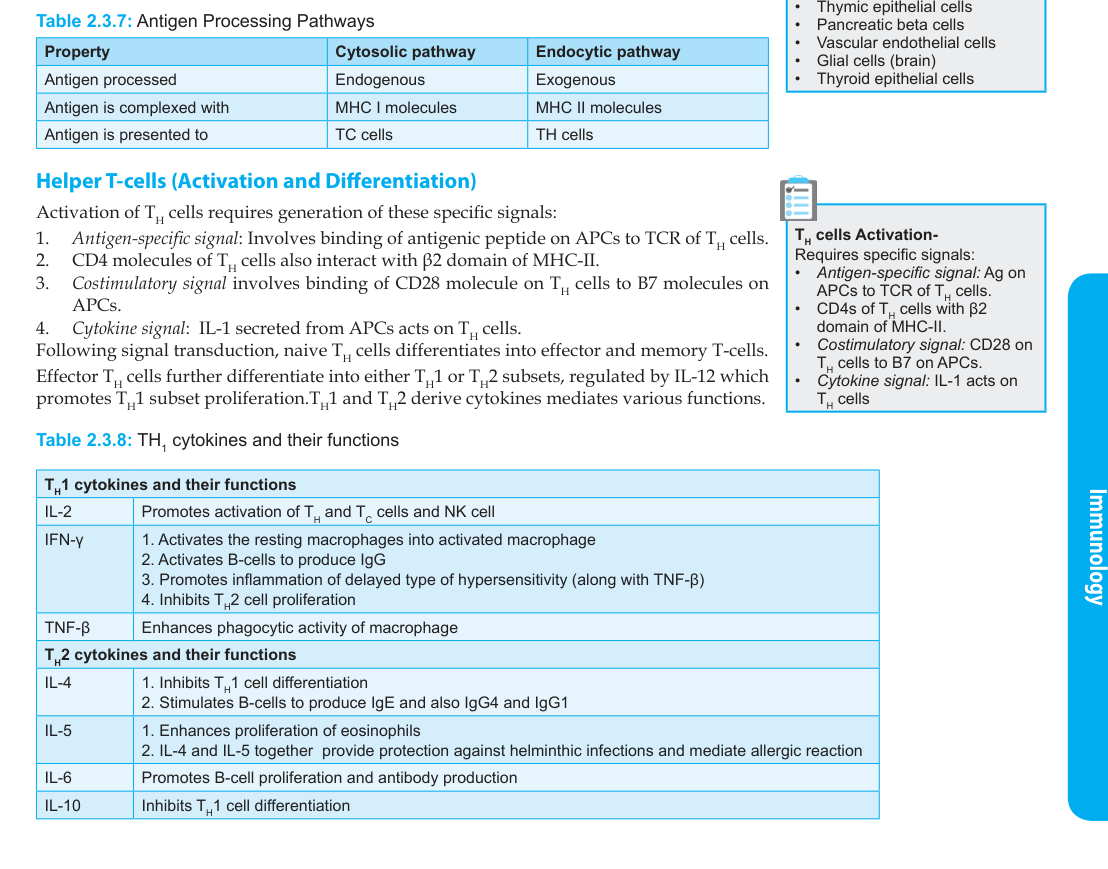 Table 2.3.7: Antigen Processing Pathways
Property Cytosolic pathway Endocytic pathway
Antigen processed Endogenous Exogenous
Antigen is complexed with MHC I molecules MHC II molecules
Antigen is presented to TC cells TH cells
• Thymic epithelial cells
• Pancreatic beta cells
• Vascular endothelial cells
• Glial cells (brain)
• Thyroid epithelial cells
Helper T-cells (Activation and Differentiation)
Activation of TH cells requires generation of these specific signals:
1. Antigen-specific signal: Involves binding of antigenic peptide on APCs to TCR of TH cells.
2. CD4 molecules of TH cells also interact with β2 domain of MHC-II.
3. Costimulatory signal involves binding of CD28 molecule on TH cells to B7 molecules on
APCs.
4. Cytokine signal: IL-1 secreted from APCs acts on TH cells.
Following signal transduction, naive TH cells differentiates into effector and memory T-cells.
Effector TH cells further differentiate into either TH1 or TH2 subsets, regulated by IL-12 which
promotes TH1 subset proliferation.TH1 and TH2 derive cytokines mediates various functions.
TH cells Activation-
Requires specific signals:
• Antigen-specific signal: Ag on
APCs to TCR of TH cells.
• CD4s of TH cells with β2
domain of MHC-II.
• Costimulatory signal: CD28 on
TH cells to B7 on APCs.
• Cytokine signal: IL-1 acts on
TH cells
Table 2.3.8: TH1 cytokines and their functions
TH1 cytokines and their functions
IL-2 Promotes activation of TH and TC cells and NK cell
IFN-γ 1. Activates the resting macrophages into activated macrophage
2. Activates B-cells to produce IgG
3. Promotes inflammation of delayed type of hypersensitivity (along with TNF-β)
4. Inhibits TH2 cell proliferation
TNF-β Enhances phagocytic activity of macrophage
TH2 cytokines and their functions
IL-4 1. Inhibits TH1 cell differentiation
2. Stimulates B-cells to produce IgE and also IgG4 and IgG1
IL-5 1. Enhances proliferation of eosinophils
2. IL-4 and IL-5 together provide protection against helminthic infections and mediate allergic reaction
IL-6 Promotes B-cell proliferation and antibody production
IL-10 Inhibits TH1 cell differentiation
Immunology